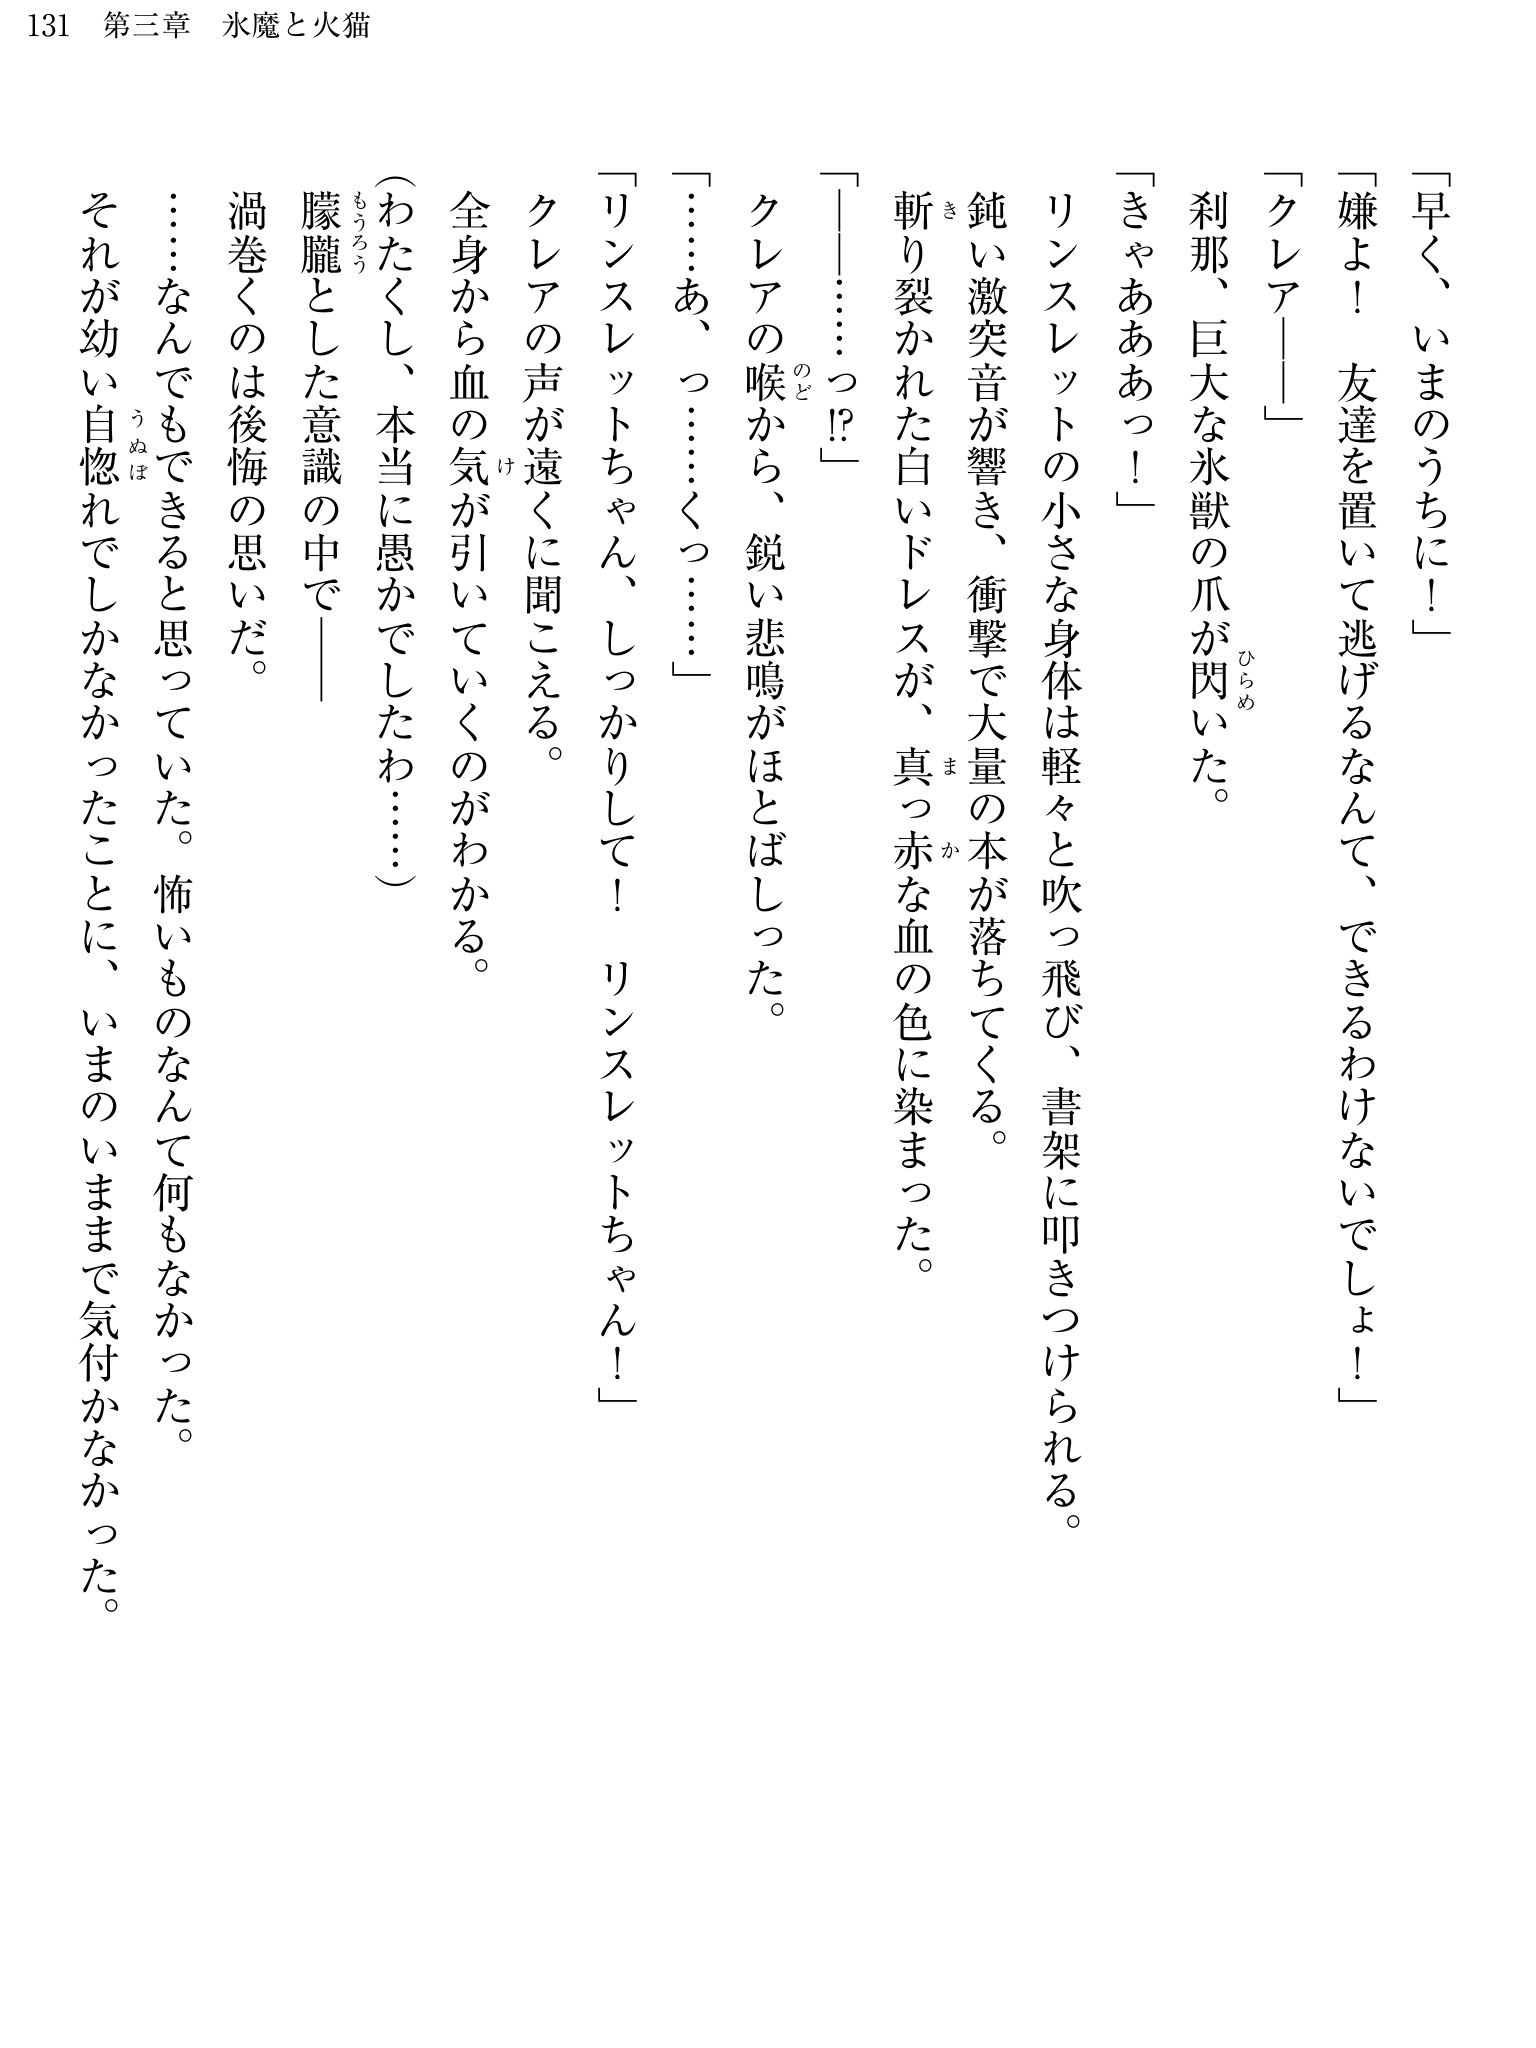 131　第三章　氷魔と火猫
「早く、いまのうちに！」
「嫌よ！　友達を置いて逃げるなんて、できるわけないでしょ！」
「クレア――」
刹那、巨大な氷獣の爪が閃いた。
「きゃあああっ！」
リンスレットの小さな身体は軽々と吹っ飛び、書架に叩きつけられる。
鈍い激突音が響き、衝撃で大量の本が落ちてくる。
斬り裂かれた白いドレスが、真っ赤な血の色に染まった。
「――……っ!?」
クレアの喉から、鋭い悲鳴がほとばしった。
「……あ、っ……くっ……」
「リンスレットちゃん、しっかりして！　リンスレットちゃん！」
クレアの声が遠くに聞こえる。
全身から血の気が引いていくのがわかる。
（わたくし、本当に愚かでしたわ……）
朦朧とした意識の中で――
渦巻くのは後悔の思いだ。
……なんでもできると思っていた。怖いものなんて何もなかった。
それが幼い自惚れでしかなかったことに、いまのいままで気付かなかった。